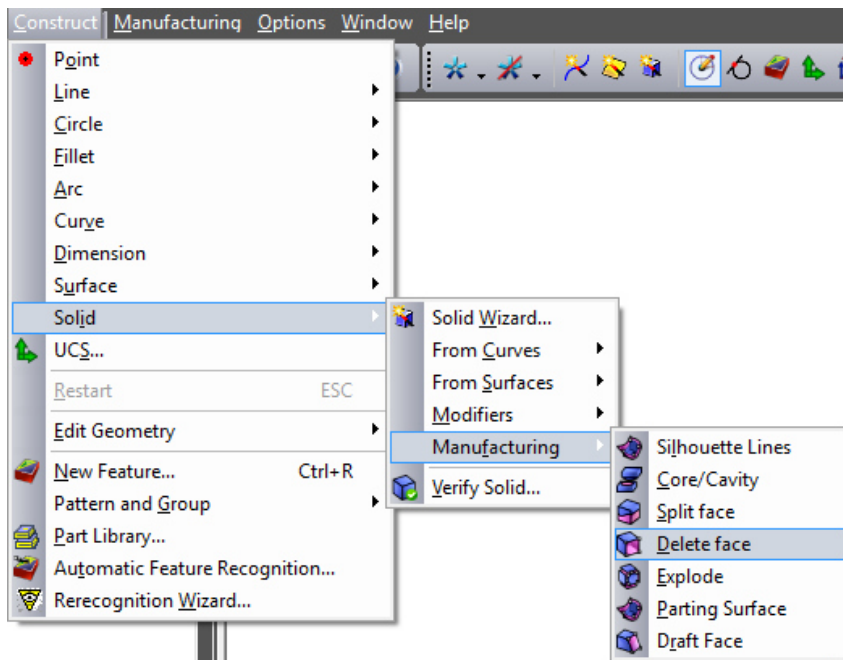 Construct Manufacturing Options Window Help
Point
Line
Circle
Fillet
Arc
Curve
Dimension
Surface
Solid
UCS...
Restart ESC
Edit Geometry
New Feature... Ctrl+R
Pattern and Group
Part Library...
Automatic Feature Recognition...
Rerecognition Wizard...
Solid Wizard...
From Curves
From Surfaces
Modifiers
Manufacturing
Verify Solid...
Silhouette Lines
Core/Cavity
Split face
Delete face
Explode
Parting Surface
Draft Face